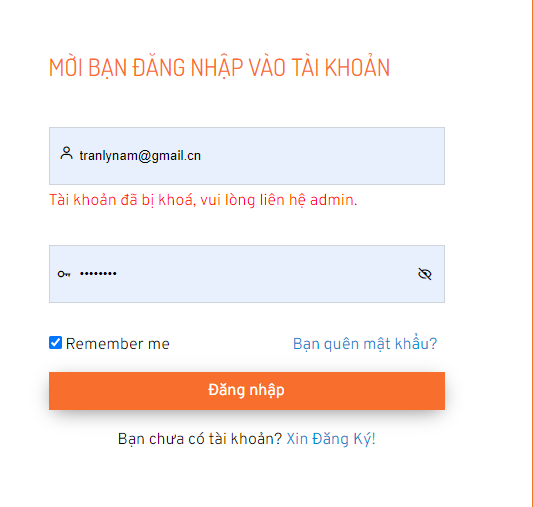 MỜI BẠN ĐĂNG NHẬP VÀO TÀI KHOẢN
tranlynam@gmail.cn
Tài khoản đã bị khoá, vui lòng liên hệ admin.
••••••••
Remember me Bạn quên mật khẩu?
Đăng nhập
Bạn chưa có tài khoản? Xin Đăng Ký!